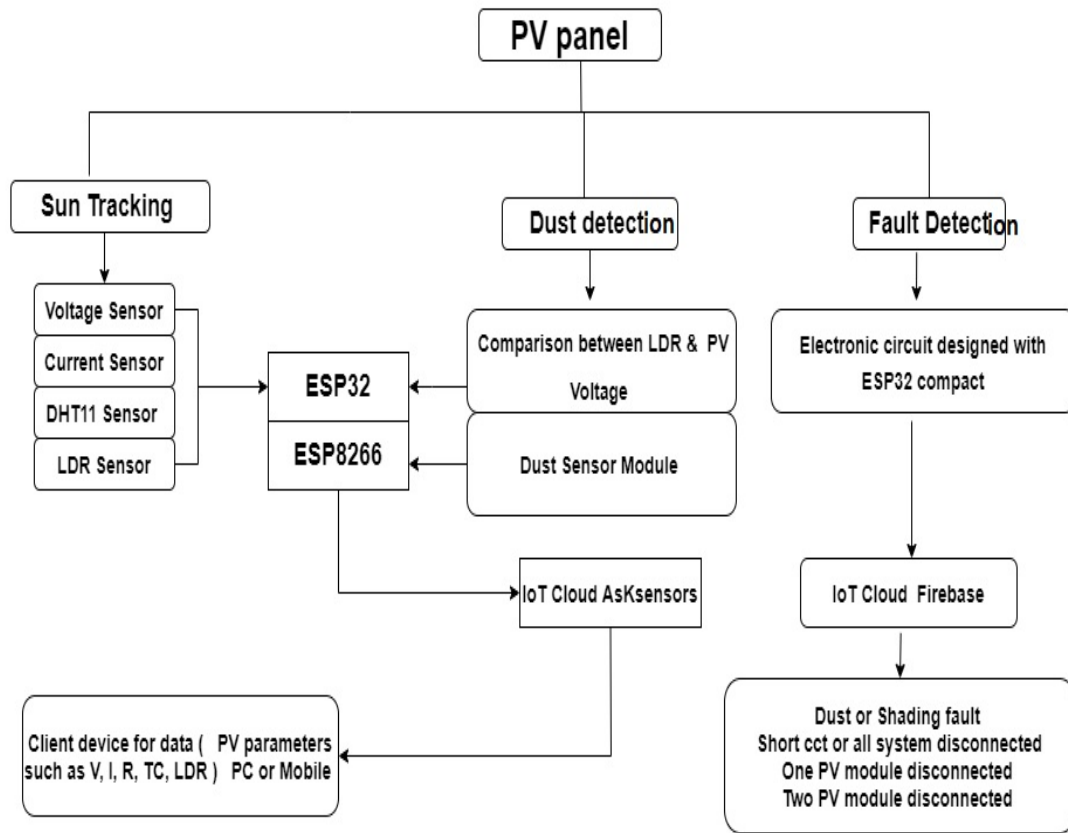 PV panel
Sun Tracking
Dust detection
Fault Detection
Voltage Sensor
Current Sensor
DHT11 Sensor
LDR Sensor
ESP32
ESP8266
Comparison between LDR & PV
Voltage
Dust Sensor Module
Electronic circuit designed with
ESP32 compact
IoT Cloud AsKsensors
IoT Cloud Firebase
Client device for data ( PV parameters
such as V, I, R, TC, LDR ) PC or Mobile
Dust or Shading fault
Short cct or all system disconnected
One PV module disconnected
Two PV module disconnected